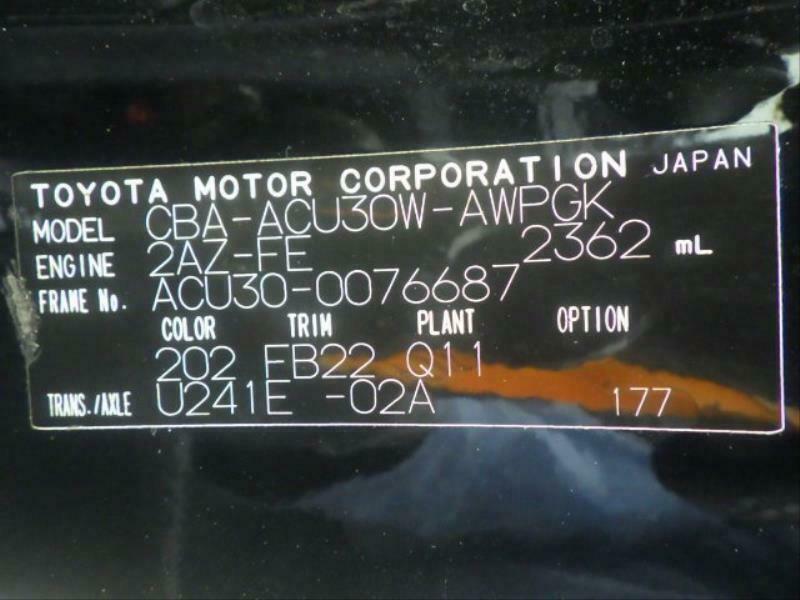 TOYOTA MOTOR CORPORATION JAPAN
MODEL CBA-ACU30W-AWPGK
ENGINE 2AZ-FE 2362 mL
FRAME No. ACU30-0076687
COLOR TRIM PLANT OPTION
202 FB22 Q11
TRANS./AXLE U241E -02A 177